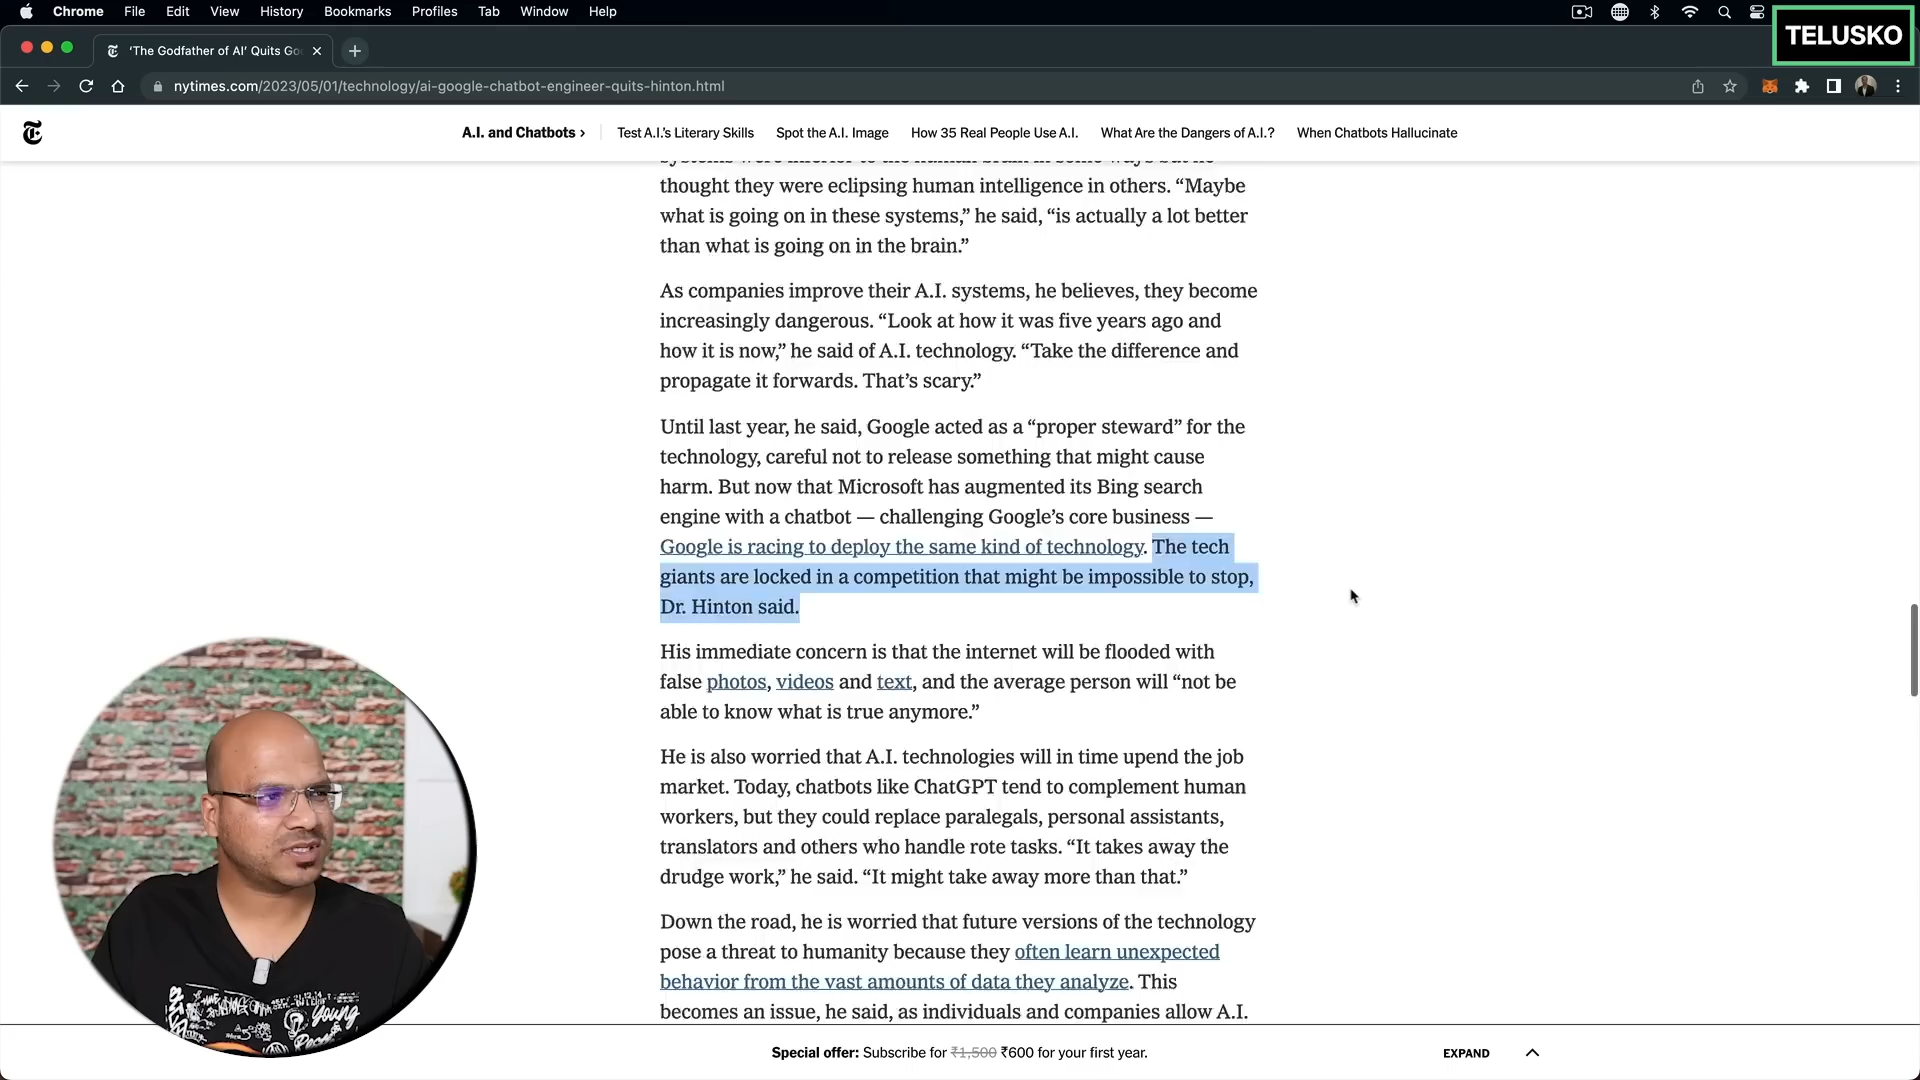 Chrome File Edit View History Bookmarks Profiles Tab Window Help
TELUSKO
‘The Godfather of AI’ Quits Go
nytimes.com/2023/05/01/technology/ai-google-chatbot-engineer-quits-hinton.html
A.I. and Chatbots › Test A.I.’s Literary Skills Spot the A.I. Image How 35 Real People Use A.I. What Are the Dangers of A.I.? When Chatbots Hallucinate
systems were inferior to the human brain in some ways but he
thought they were eclipsing human intelligence in others. “Maybe
what is going on in these systems,” he said, “is actually a lot better
than what is going on in the brain.”
As companies improve their A.I. systems, he believes, they become
increasingly dangerous. “Look at how it was five years ago and
how it is now,” he said of A.I. technology. “Take the difference and
propagate it forwards. That’s scary.”
Until last year, he said, Google acted as a “proper steward” for the
technology, careful not to release something that might cause
harm. But now that Microsoft has augmented its Bing search
engine with a chatbot — challenging Google’s core business —
Google is racing to deploy the same kind of technology. The tech
giants are locked in a competition that might be impossible to stop,
Dr. Hinton said.
His immediate concern is that the internet will be flooded with
false photos, videos and text, and the average person will “not be
able to know what is true anymore.”
He is also worried that A.I. technologies will in time upend the job
market. Today, chatbots like ChatGPT tend to complement human
workers, but they could replace paralegals, personal assistants,
translators and others who handle rote tasks. “It takes away the
drudge work,” he said. “It might take away more than that.”
Down the road, he is worried that future versions of the technology
pose a threat to humanity because they often learn unexpected
behavior from the vast amounts of data they analyze. This
becomes an issue, he said, as individuals and companies allow A.I.
Young
Special offer: Subscribe for ₹1,500 ₹600 for your first year.
EXPAND